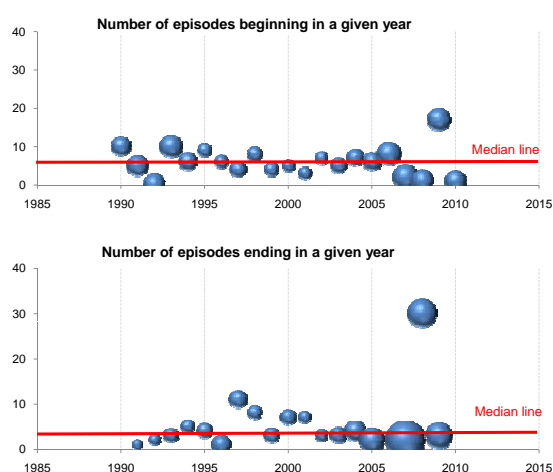 Number of episodes beginning in a given year
40
30
20
10
0
Median line
1985 1990 1995 2000 2005 2010 2015
Number of episodes ending in a given year
40
30
20
10
0
Median line
1985 1990 1995 2000 2005 2010 2015